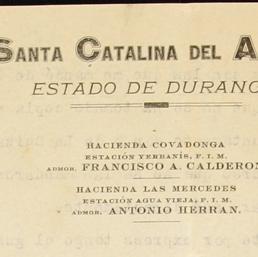 SANTA CATALINA DEL A
ESTADO DE DURANG
HACIENDA COVADONGA
ESTACIÓN YERBANÍS, F. I. M.
ADMOR. FRANCISCO A. CALDERON
HACIENDA LAS MERCEDES
ESTACIÓN AGUA VIEJA, F. I. M.
ADMOR. ANTONIO HERRAN.